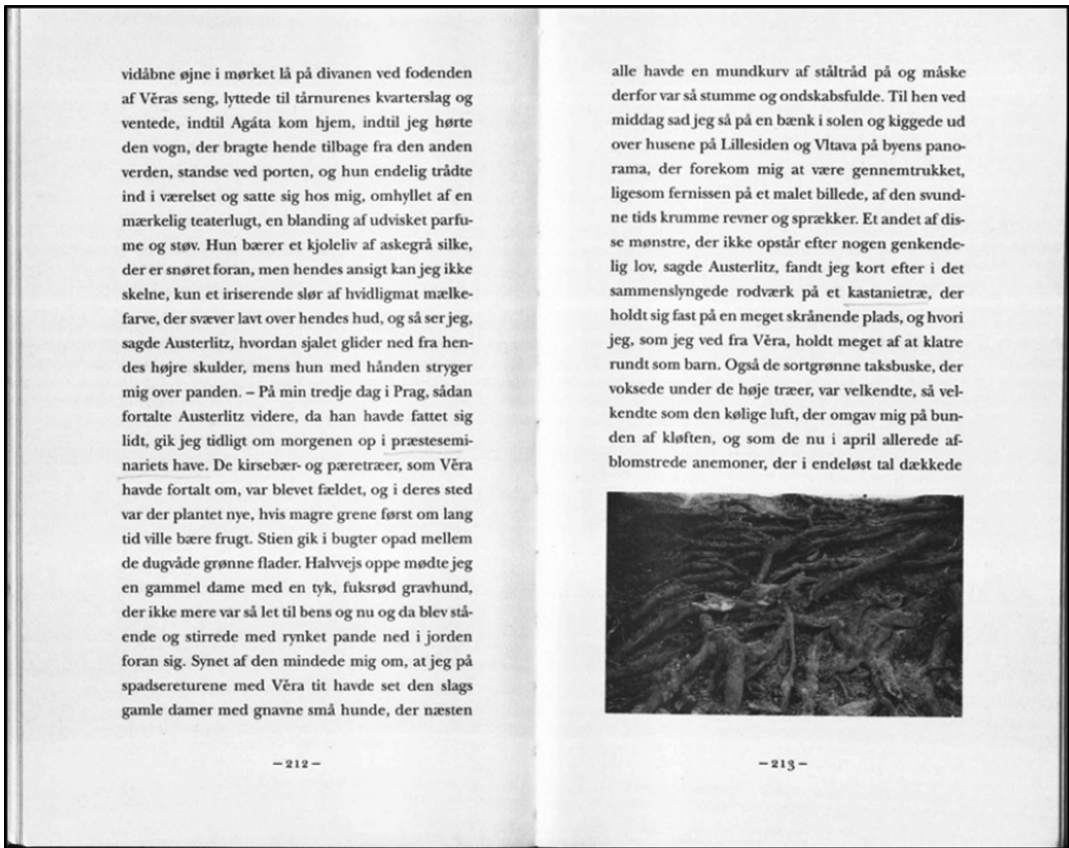 vidåbne øjne i mørket lå på divanen ved fodenden
af Věras seng, lyttede til tårnurenes kvarterslag og
ventede, indtil Agáta kom hjem, indtil jeg hørte
den vogn, der bragte hende tilbage fra den anden
verden, standse ved porten, og hun endelig trådte
ind i værelset og satte sig hos mig, omhyllet af en
mærkelig teaterlugt, en blanding af udvisket parfu-
me og støv. Hun bærer et kjoleliv af askegrå silke,
der er snøret foran, men hendes ansigt kan jeg ikke
skelne, kun et iriserende slør af hvidligmat mælke-
farve, der svæver lavt over hendes hud, og så ser jeg,
sagde Austerlitz, hvordan sjalet glider ned fra hen-
des højre skulder, mens hun med hånden stryger
mig over panden. – På min tredje dag i Prag, sådan
fortalte Austerlitz videre, da han havde fattet sig
lidt, gik jeg tidligt om morgenen op i præstesemi-
nariets have. De kirsebær- og pæretræer, som Věra
havde fortalt om, var blevet fældet, og i deres sted
var der plantet nye, hvis magre grene først om lang
tid ville bære frugt. Stien gik i bugter opad mellem
de dugvåde grønne flader. Halvvejs oppe mødte jeg
en gammel dame med en tyk, fuksrød gravhund,
der ikke mere var så let til bens og nu og da blev stå-
ende og stirrede med rynket pande ned i jorden
foran sig. Synet af den mindede mig om, at jeg på
spadsereturene med Věra tit havde set den slags
gamle damer med gnavne små hunde, der næsten
– 212 –
alle havde en mundkurv af ståltråd på og måske
derfor var så stumme og ondskabsfulde. Til hen ved
middag sad jeg så på en bænk i solen og kiggede ud
over husene på Lillesiden og Vltava på byens pano-
rama, der forekom mig at være gennemtrukket,
ligesom fernissen på et malet billede, af den svund-
ne tids krumme revner og sprækker. Et andet af dis-
se mønstre, der ikke opstår efter nogen genkende-
lig lov, sagde Austerlitz, fandt jeg kort efter i det
sammenslyngede rodværk på et kastanietræ, der
holdt sig fast på en meget skrånende plads, og hvori
jeg, som jeg ved fra Věra, holdt meget af at klatre
rundt som barn. Også de sortgrønne taksbuske, der
voksede under de høje træer, var velkendte, så vel-
kendte som den kølige luft, der omgav mig på bun-
den af kløften, og som de nu i april allerede af-
blomstrede anemoner, der i endeløst tal dækkede
– 213 –